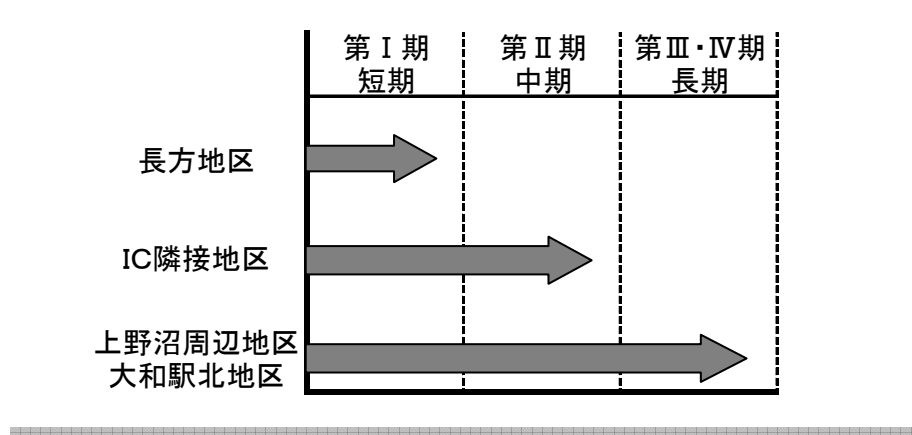 第Ⅰ期
短期
第Ⅱ期
中期
第Ⅲ・Ⅳ期
長期
長方地区
IC隣接地区
上野沼周辺地区
大和駅北地区